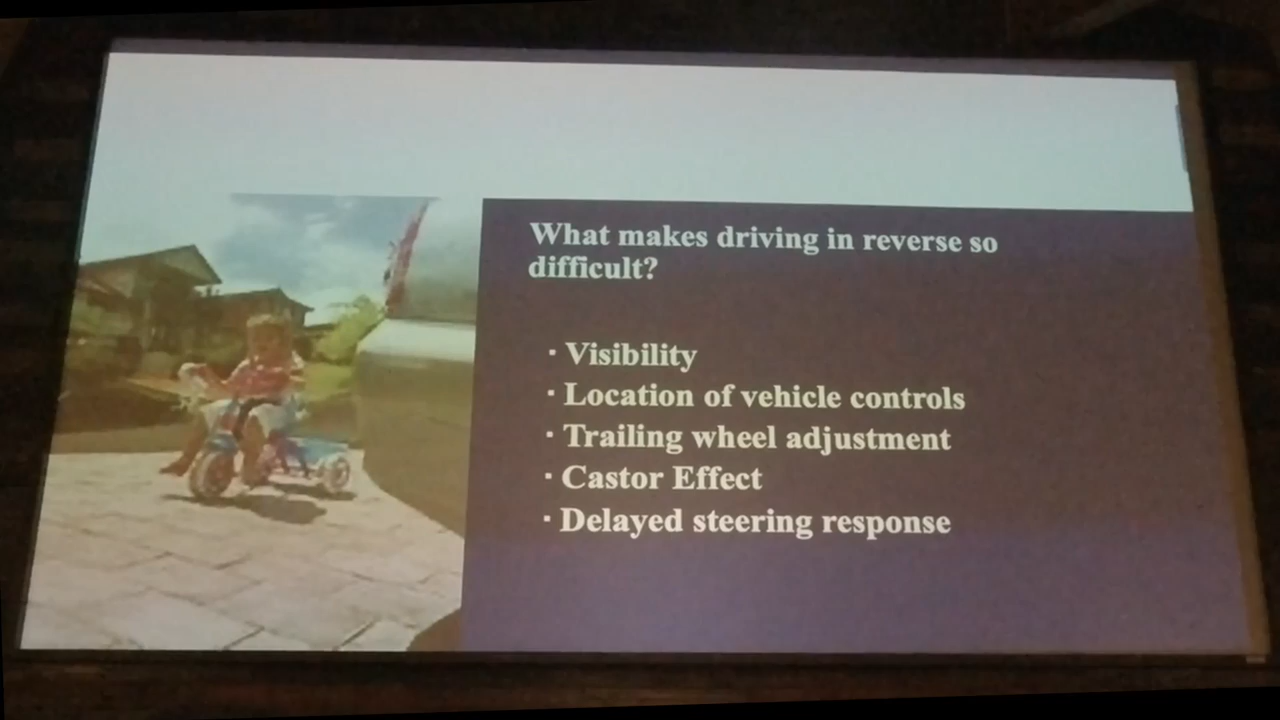 What makes driving in reverse so
difficult?
· Visibility
· Location of vehicle controls
· Trailing wheel adjustment
· Castor Effect
· Delayed steering response